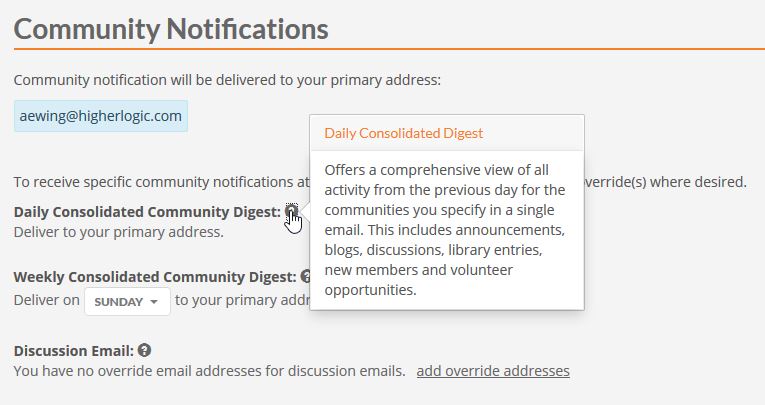 Community Notifications
Community notification will be delivered to your primary address:
aewing@higherlogic.com
Daily Consolidated Digest
Offers a comprehensive view of all
activity from the previous day for the
communities you specify in a single
email. This includes announcements,
blogs, discussions, library entries,
new members and volunteer
opportunities.
To receive specific community notifications at verride(s) where desired.
Daily Consolidated Community Digest: ?
Deliver to your primary address.
Weekly Consolidated Community Digest: ?
Deliver on SUNDAY to your primary addr
Discussion Email: ?
You have no override email addresses for discussion emails. add override addresses